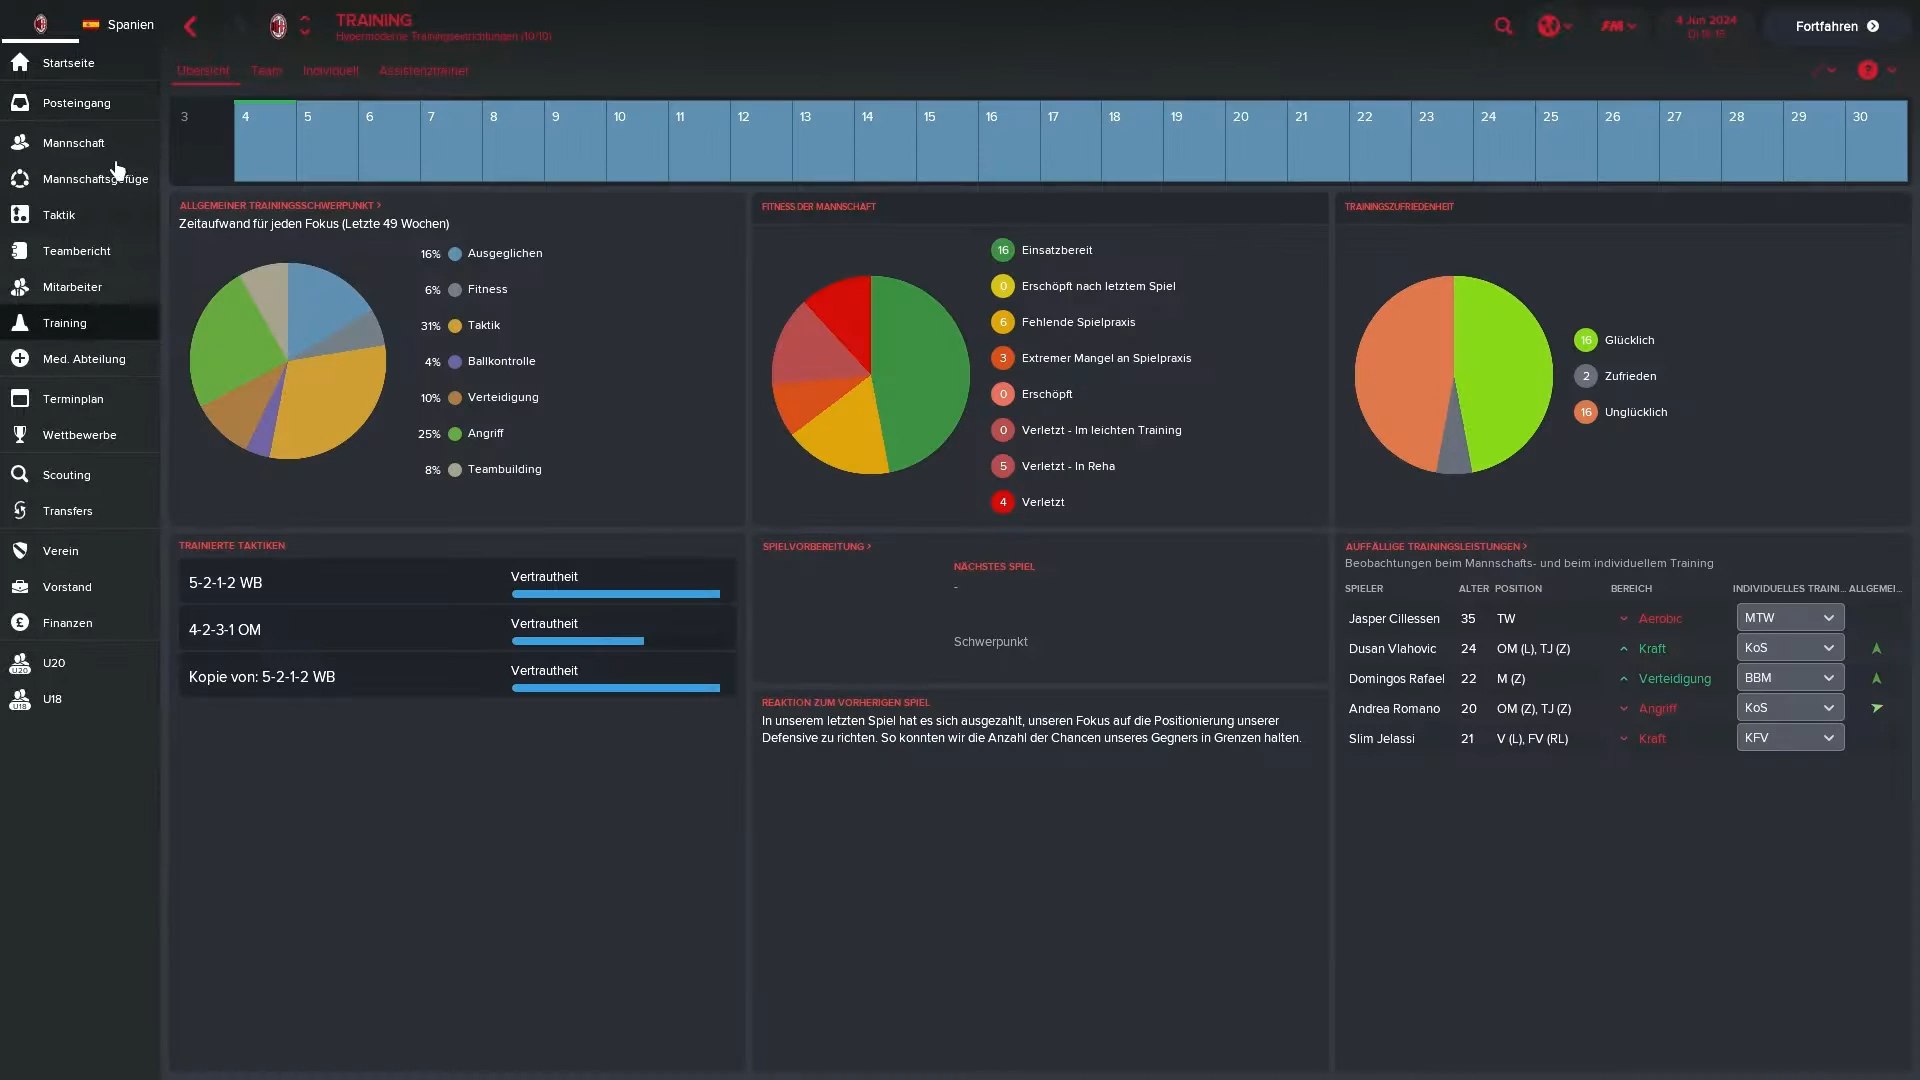 Spanien
TRAINING
Hypermoderne Trainingseinrichtungen (10/10)
4 Jun 2024
Fortfahren
Übersicht Team Individuell Assistenztrainer
Startseite
Posteingang
Mannschaft
Mannschaftsgefüge
Taktik
Teambericht
Mitarbeiter
Training
Med. Abteilung
Terminplan
Wettbewerbe
Scouting
Transfers
Verein
Vorstand
Finanzen
U20
U20
U18
U18
3 4 5 6 7 8 9 10 11 12 13 14 15 16 17 18 19 20 21 22 23 24 25 26 27 28 29 30
ALLGEMEINER TRAININGSSCHWERPUNKT >
Zeitaufwand für jeden Fokus (Letzte 49 Wochen)
16% Ausgeglichen
6% Fitness
31% Taktik
4% Ballkontrolle
10% Verteidigung
25% Angriff
8% Teambuilding
FITNESS DER MANNSCHAFT
16 Einsatzbereit
0 Erschöpft nach letztem Spiel
6 Fehlende Spielpraxis
3 Extremer Mangel an Spielpraxis
0 Erschöpft
0 Verletzt - Im leichten Training
5 Verletzt - In Reha
4 Verletzt
TRAININGSZUFRIEDENHEIT
16 Glücklich
2 Zufrieden
16 Unglücklich
TRAINIERTE TAKTIKEN
5-2-1-2 WB Vertrautheit
4-2-3-1 OM Vertrautheit
Kopie von: 5-2-1-2 WB Vertrautheit
SPIELVORBEREITUNG >
NÄCHSTES SPIEL
-
Schwerpunkt
REAKTION ZUM VORHERIGEN SPIEL
In unserem letzten Spiel hat es sich ausgezahlt, unseren Fokus auf die Positionierung unserer
Defensive zu richten. So konnten wir die Anzahl der Chancen unseres Gegners in Grenzen halten.
AUFFÄLLIGE TRAININGSLEISTUNGEN >
Beobachtungen beim Mannschafts- und beim individuellem Training
SPIELER ALTER POSITION BEREICH INDIVIDUELLES TRAINI... ALLGEMEI...
Jasper Cillessen 35 TW Aerobic MTW
Dusan Vlahovic 24 OM (L), TJ (Z) Kraft KoS
Domingos Rafael 22 M (Z) Verteidigung BBM
Andrea Romano 20 OM (Z), TJ (Z) Angriff KoS
Slim Jelassi 21 V (L), FV (RL) Kraft KFV